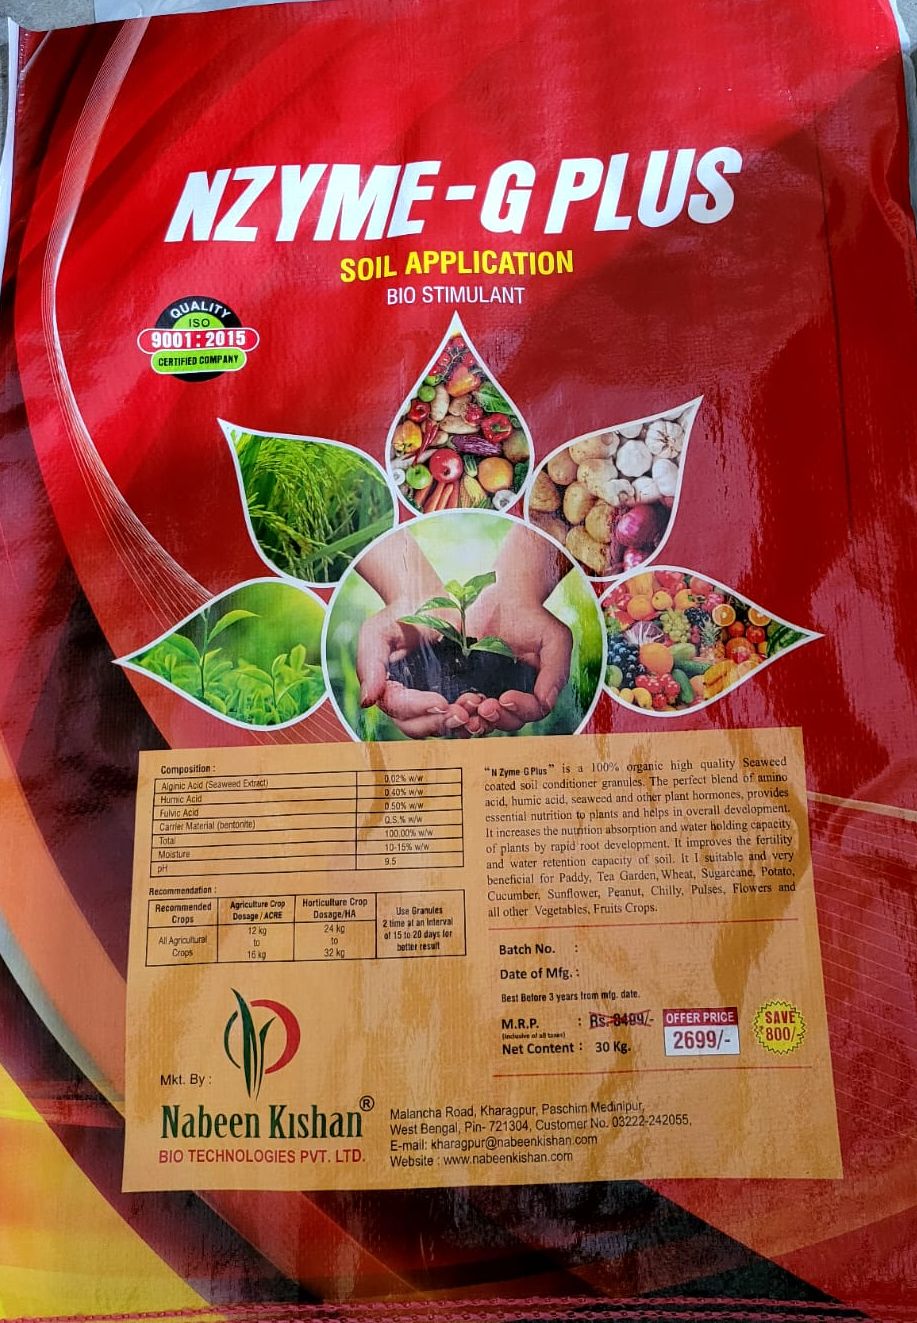 NZYME-G PLUS
SOIL APPLICATION
BIO STIMULANT
QUALITY
ISO
9001:2015
CERTIFIED COMPANY
Composition :
Alginic Acid (Seaweed Extract) 0.02% w/w
Humic Acid 0.40% w/w
Fulvic Acid 0.50% w/w
Carrier Material (bentonite) Q.S.% w/w
Total 100.00% w/w
Moisture 10-15% w/w
pH 9.5
Recommendation :
Recommended Crops Agriculture Crop Dosage/ACRE Horticulture Crop Dosage/HA Use Granules 2 time at an Interval of 15 to 20 days for better result
All Agricultural Crops 12 kg to 16 kg 24 kg to 32 kg
"N Zyme G Plus" is a 100% organic high quality Seaweed
coated soil conditioner granules. The perfect blend of amino
acid, humic acid, seaweed and other plant hormones, provides
essential nutrition to plants and helps in overall development.
It increases the nutrition absorption and water holding capacity
of plants by rapid root development. It improves the fertility
and water retention capacity of soil. It I suitable and very
beneficial for Paddy, Tea Garden, Wheat, Sugarcane, Potato,
Cucumber, Sunflower, Peanut, Chilly, Pulses, Flowers and
all other Vegetables, Fruits Crops.
Batch No. :
Date of Mfg. :
Best Before 3 years from mfg. date.
M.R.P. : Rs. 3499/- OFFER PRICE 2699/- SAVE 800/-
(Inclusive of all taxes)
Net Content : 30 Kg.
Mkt. By :
Nabeen Kishan®
BIO TECHNOLOGIES PVT. LTD.
Malancha Road, Kharagpur, Paschim Medinipur,
West Bengal, Pin- 721304, Customer No. 03222-242055,
E-mail: kharagpur@nabeenkishan.com
Website : www.nabeenkishan.com